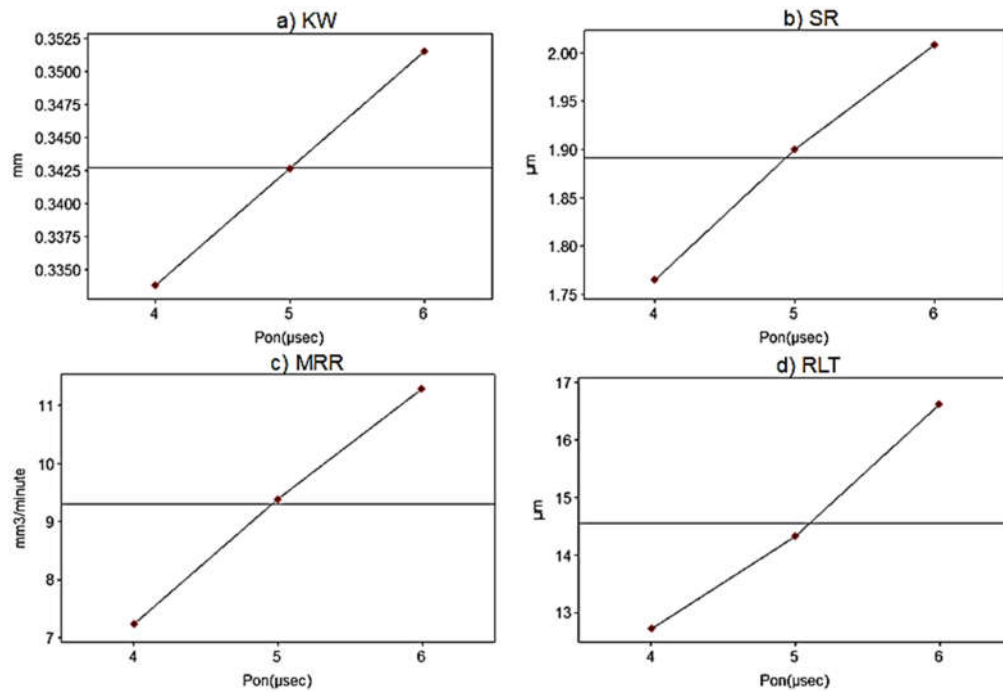 a) KW
0.3525
0.3500
0.3475
0.3450
0.3425
0.3400
0.3375
0.3350
mm
4 5 6
Pon(µsec)
b) SR
2.00
1.95
1.90
1.85
1.80
1.75
µm
4 5 6
Pon(µsec)
c) MRR
11
10
9
8
7
mm3/minute
4 5 6
Pon(µsec)
d) RLT
17
16
15
14
13
µm
4 5 6
Pon(µsec)